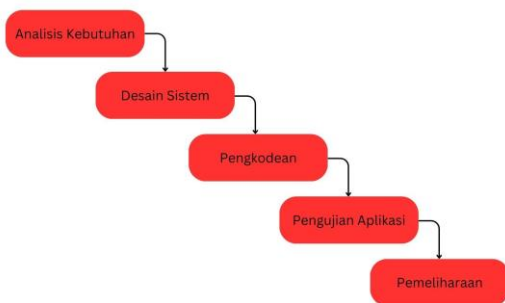 Analisis Kebutuhan
Desain Sistem
Pengkodean
Pengujian Aplikasi
Pemeliharaan